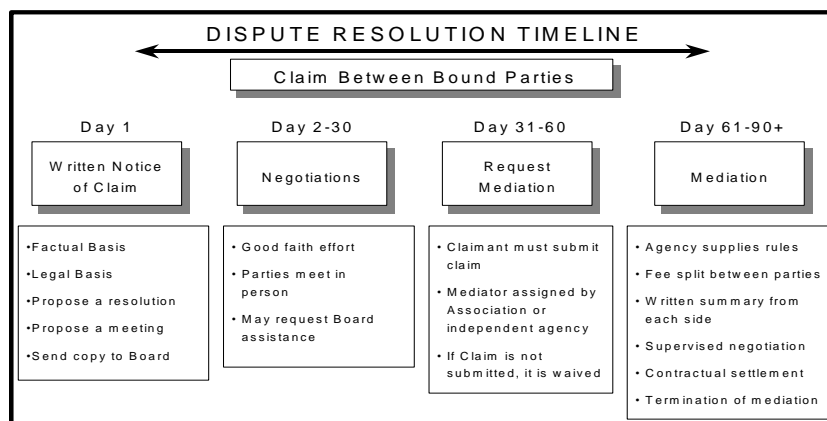 DISPUTE RESOLUTION TIMELINE
Claim Between Bound Parties
Day 1
Written Notice
of Claim
•Factual Basis
•Legal Basis
•Propose a resolution
•Propose a meeting
•Send copy to Board
Day 2-30
Negotiations
•Good faith effort
•Parties meet in
person
•May request Board
assistance
Day 31-60
Request
Mediation
•Claimant must submit
claim
•Mediator assigned by
Association or
independent agency
•If Claim is not
submitted, it is waived
Day 61-90+
Mediation
•Agency supplies rules
•Fee split between parties
•Written summary from
each side
•Supervised negotiation
•Contractual settlement
•Termination of mediation